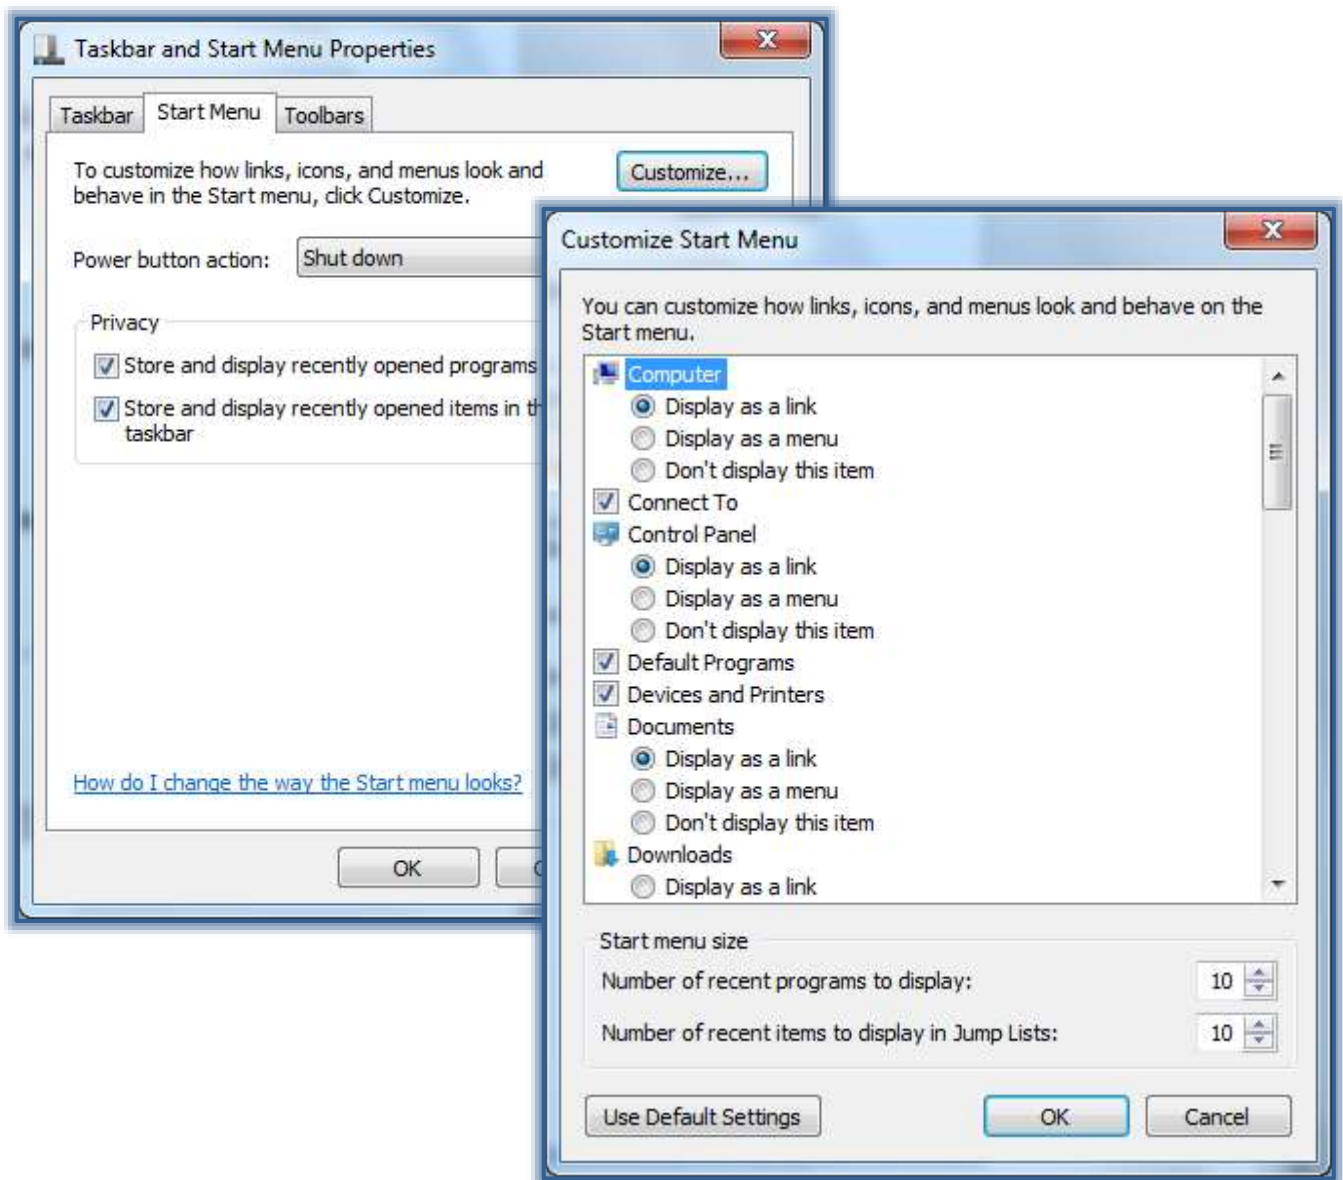 Taskbar and Start Menu Properties
Taskbar
Start Menu
Toolbars
To customize how links, icons, and menus look and
behave in the Start menu, click Customize.
Customize...
Power button action:
Shut down
Privacy
Store and display recently opened programs
Store and display recently opened items in
taskbar
How do I change the way the Start menu looks?
OK
Customize Start Menu
You can customize how links, icons, and menus look and behave on the
Start menu.
Computer
Display as a link
Display as a menu
Don't display this item
Connect To
Control Panel
Display as a link
Display as a menu
Don't display this item
Default Programs
Devices and Printers
Documents
Display as a link
Display as a menu
Don't display this item
Downloads
Display as a link
Start menu size
Number of recent programs to display:
10
Number of recent items to display in Jump Lists:
10
Use Default Settings
OK
Cancel